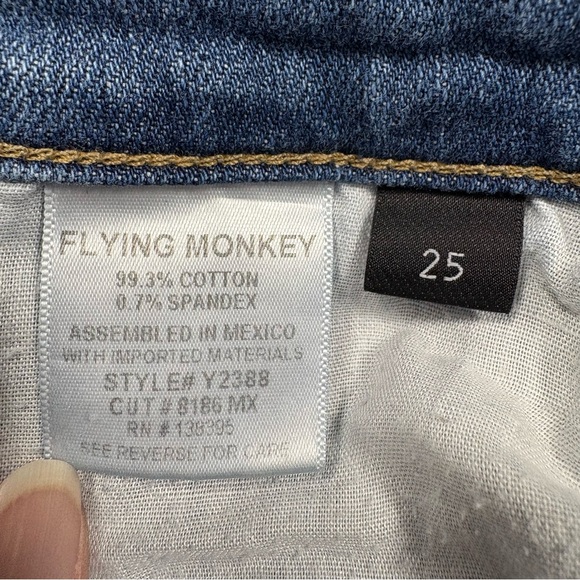 FLYING MONKEY
99.3% COTTON
0.7% SPANDEX
ASSEMBLED IN MEXICO
WITH IMPORTED MATERIALS
STYLE# Y2388
CUT # 8186 MX
RN # 138395
SEE REVERSE FOR CARE
25